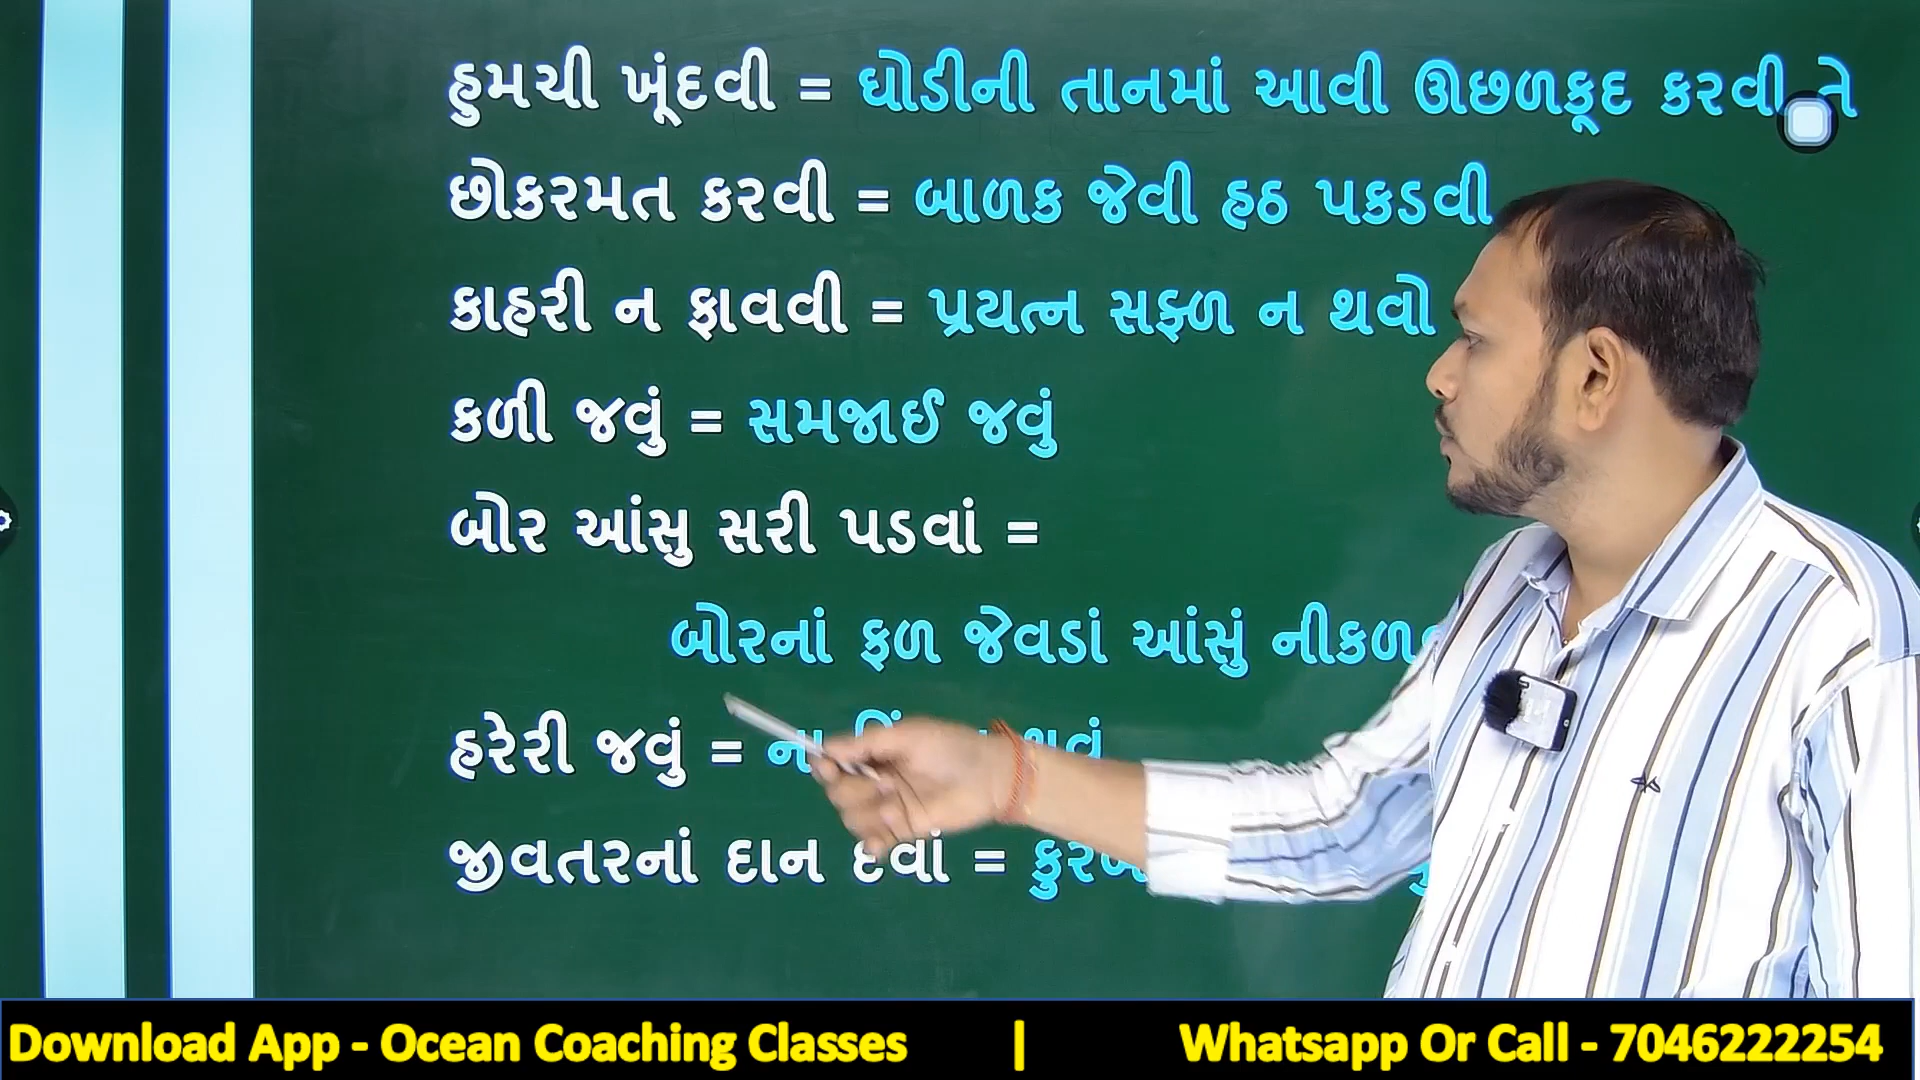 હુમચી ખૂંદવી = ઘોડીની તાનમાં આવી ઊછળકૂદ કરવી તે
છોકરમત કરવી = બાળક જેવી હઠ પકડવી
કાહરી ન ફાવવી = પ્રયત્ન સફળ ન થવો
કળી જવું = સમજાઈ જવું
બોર આંસુ સરી પડવાં =
બોરનાં ફળ જેવડાં આંસું
હરેરી જવું = થવું
જીવતરનાં દાન દેવાં =
Download App - Ocean Coaching Classes | Whatsapp Or Call - 7046222254